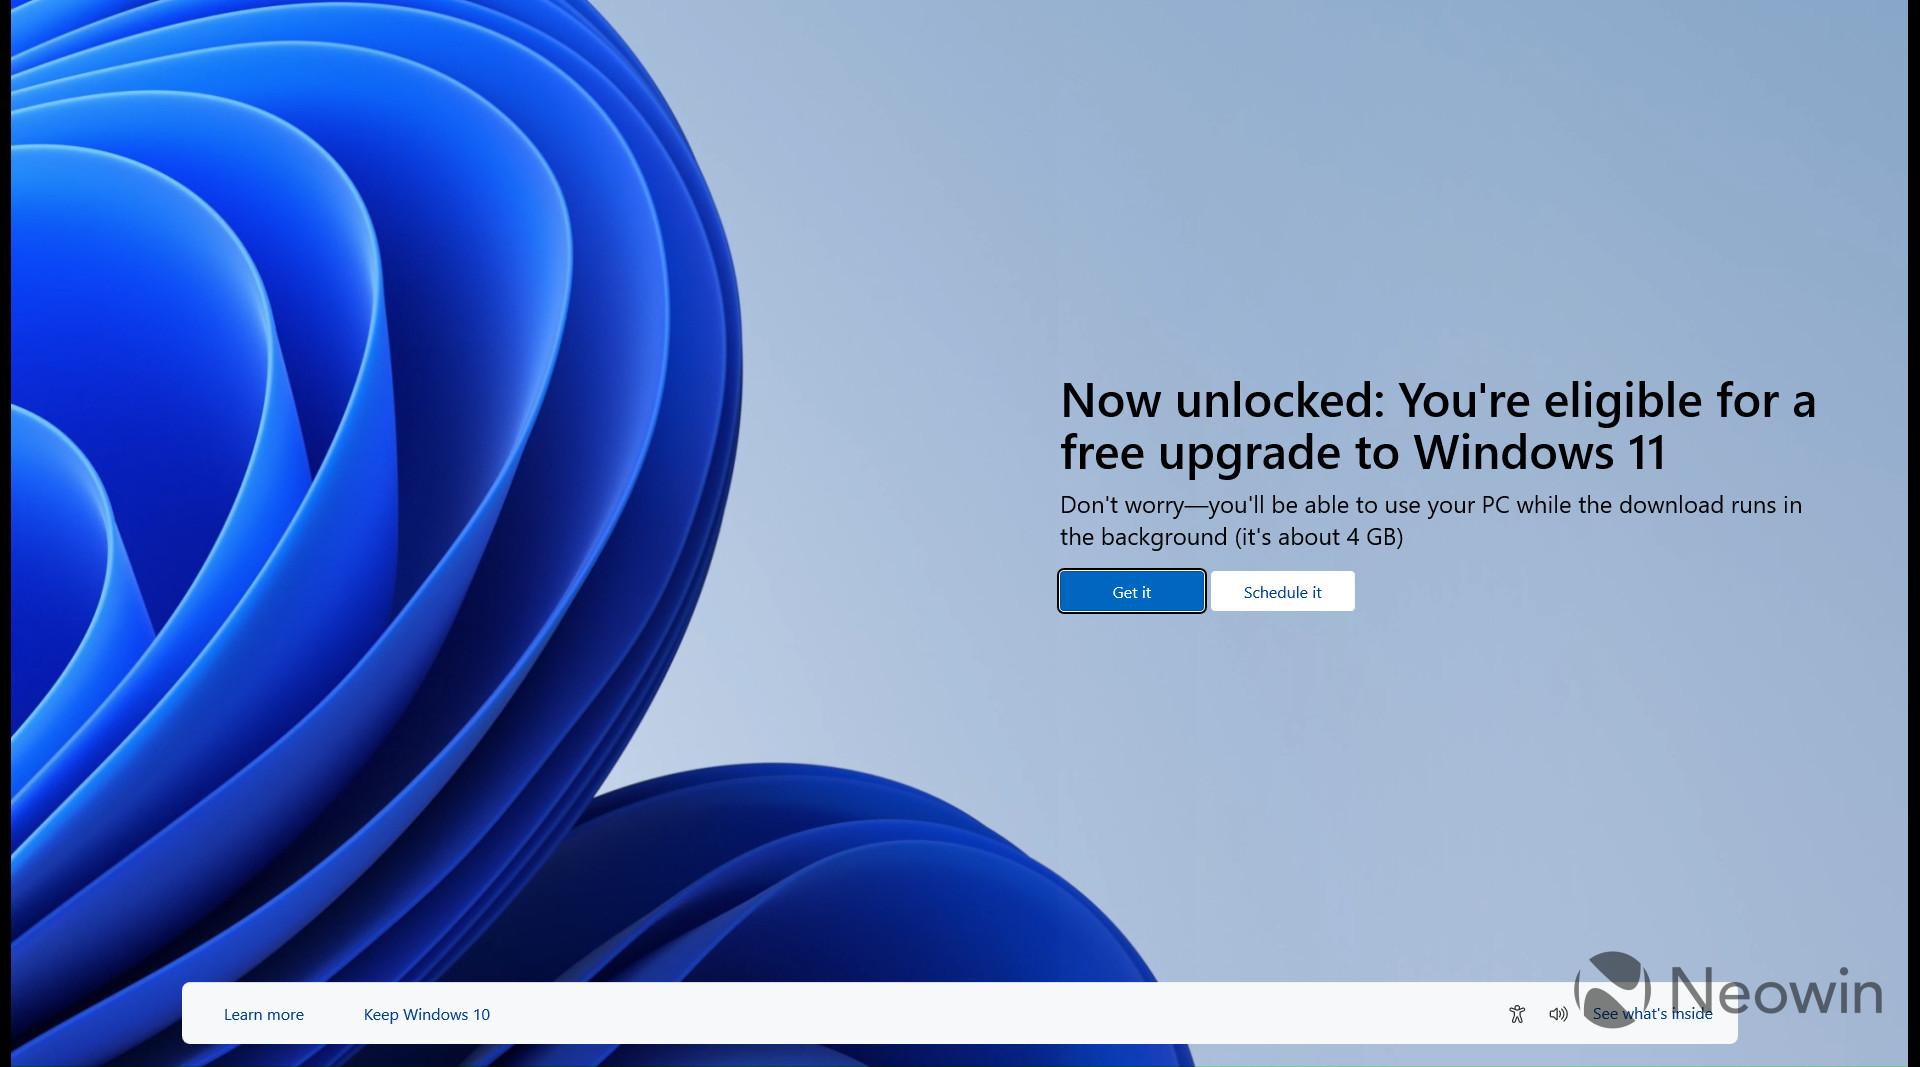 Now unlocked: You're eligible for a
free upgrade to Windows 11
Don't worry—you'll be able to use your PC while the download runs in
the background (it's about 4 GB)
Get it
Schedule it
Learn more
Keep Windows 10
See what's inside
Neowin